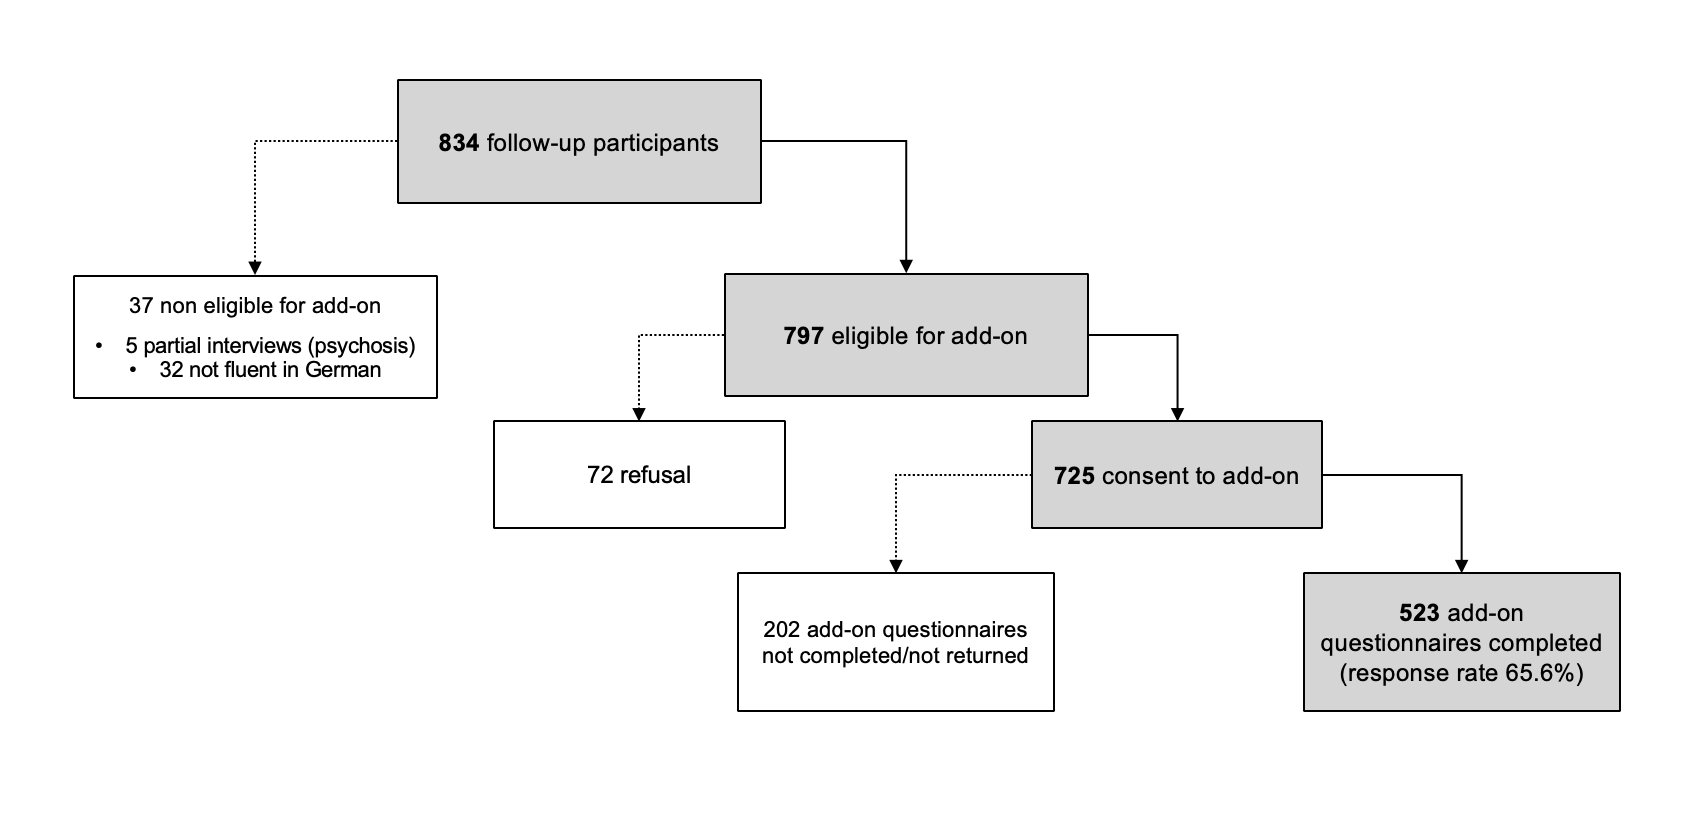 834 follow-up participants
37 non eligible for add-on
• 5 partial interviews (psychosis)
• 32 not fluent in German
797 eligible for add-on
72 refusal
725 consent to add-on
202 add-on questionnaires
not completed/not returned
523 add-on
questionnaires completed
(response rate 65.6%)